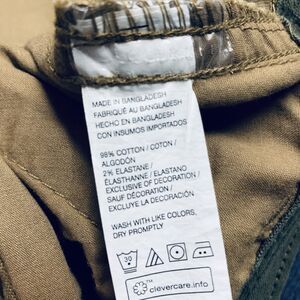 MADE IN BANGLADESH
FABRIQUÉ AU BANGLADESH
HECHO EN BANGLADESH
CON INSUMOS IMPORTADOS
98% COTTON / COTON /
ALGODÓN
2% ELASTANE /
ÉLASTHANNE / ELASTANO
EXCLUSIVE OF DECORATION /
SAUF DÉCORATION /
EXCLUYE LA DECORACIÓN
WASH WITH LIKE COLORS,
DRY PROMPTLY
30
TM
clevercare.info